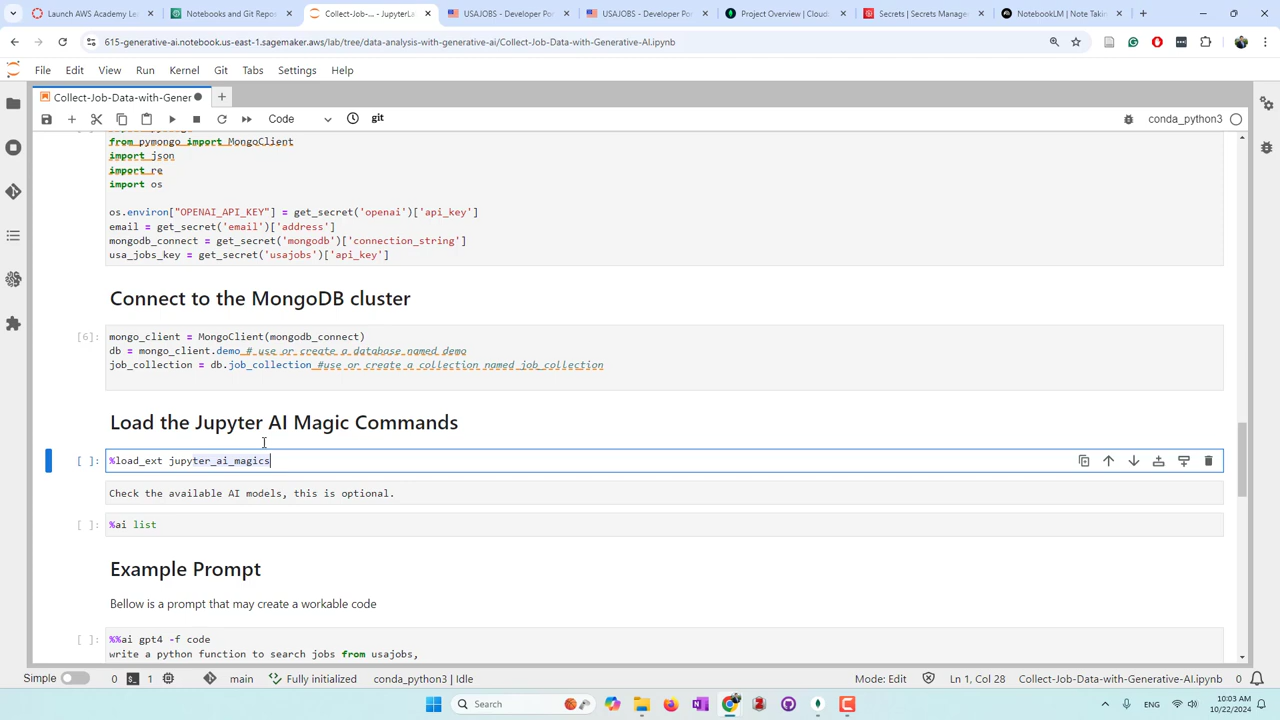 Launch AWS Academy Lea
Notebooks and Git Repos
Collect-Job-... - JupyterLa
USAJOBS - Developer Po
USAJOBS - Developer Po
Project Overview | Cloud
Secrets | Secrets Manage
NotebookLM | Note Takin
615-generative-ai.notebook.us-east-1.sagemaker.aws/lab/tree/data-analysis-with-generative-ai/Collect-Job-Data-with-Generative-AI.ipynb
File Edit View Run Kernel Git Tabs Settings Help
Collect-Job-Data-with-Gener
Code git conda_python3
from pymongo import MongoClient
import json
import re
import os
os.environ["OPENAI_API_KEY"] = get_secret('openai')['api_key']
email = get_secret('email')['address']
mongodb_connect = get_secret('mongodb')['connection_string']
usa_jobs_key = get_secret('usajobs')['api_key']
Connect to the MongoDB cluster
[6]: mongo_client = MongoClient(mongodb_connect)
db = mongo_client.demo # use or create a database named demo
job_collection = db.job_collection #use or create a collection named job_collection
Load the Jupyter AI Magic Commands
[ ]: %load_ext jupyter_ai_magics
Check the available AI models, this is optional.
[ ]: %ai list
Example Prompt
Bellow is a prompt that may create a workable code
[ ]: %%ai gpt4 -f code
write a python function to search jobs from usajobs,
Simple 0 1 main Fully initialized conda_python3 | Idle Mode: Edit Ln 1, Col 28 Collect-Job-Data-with-Generative-AI.ipynb 0
Search ENG 10:03 AM
10/22/2024